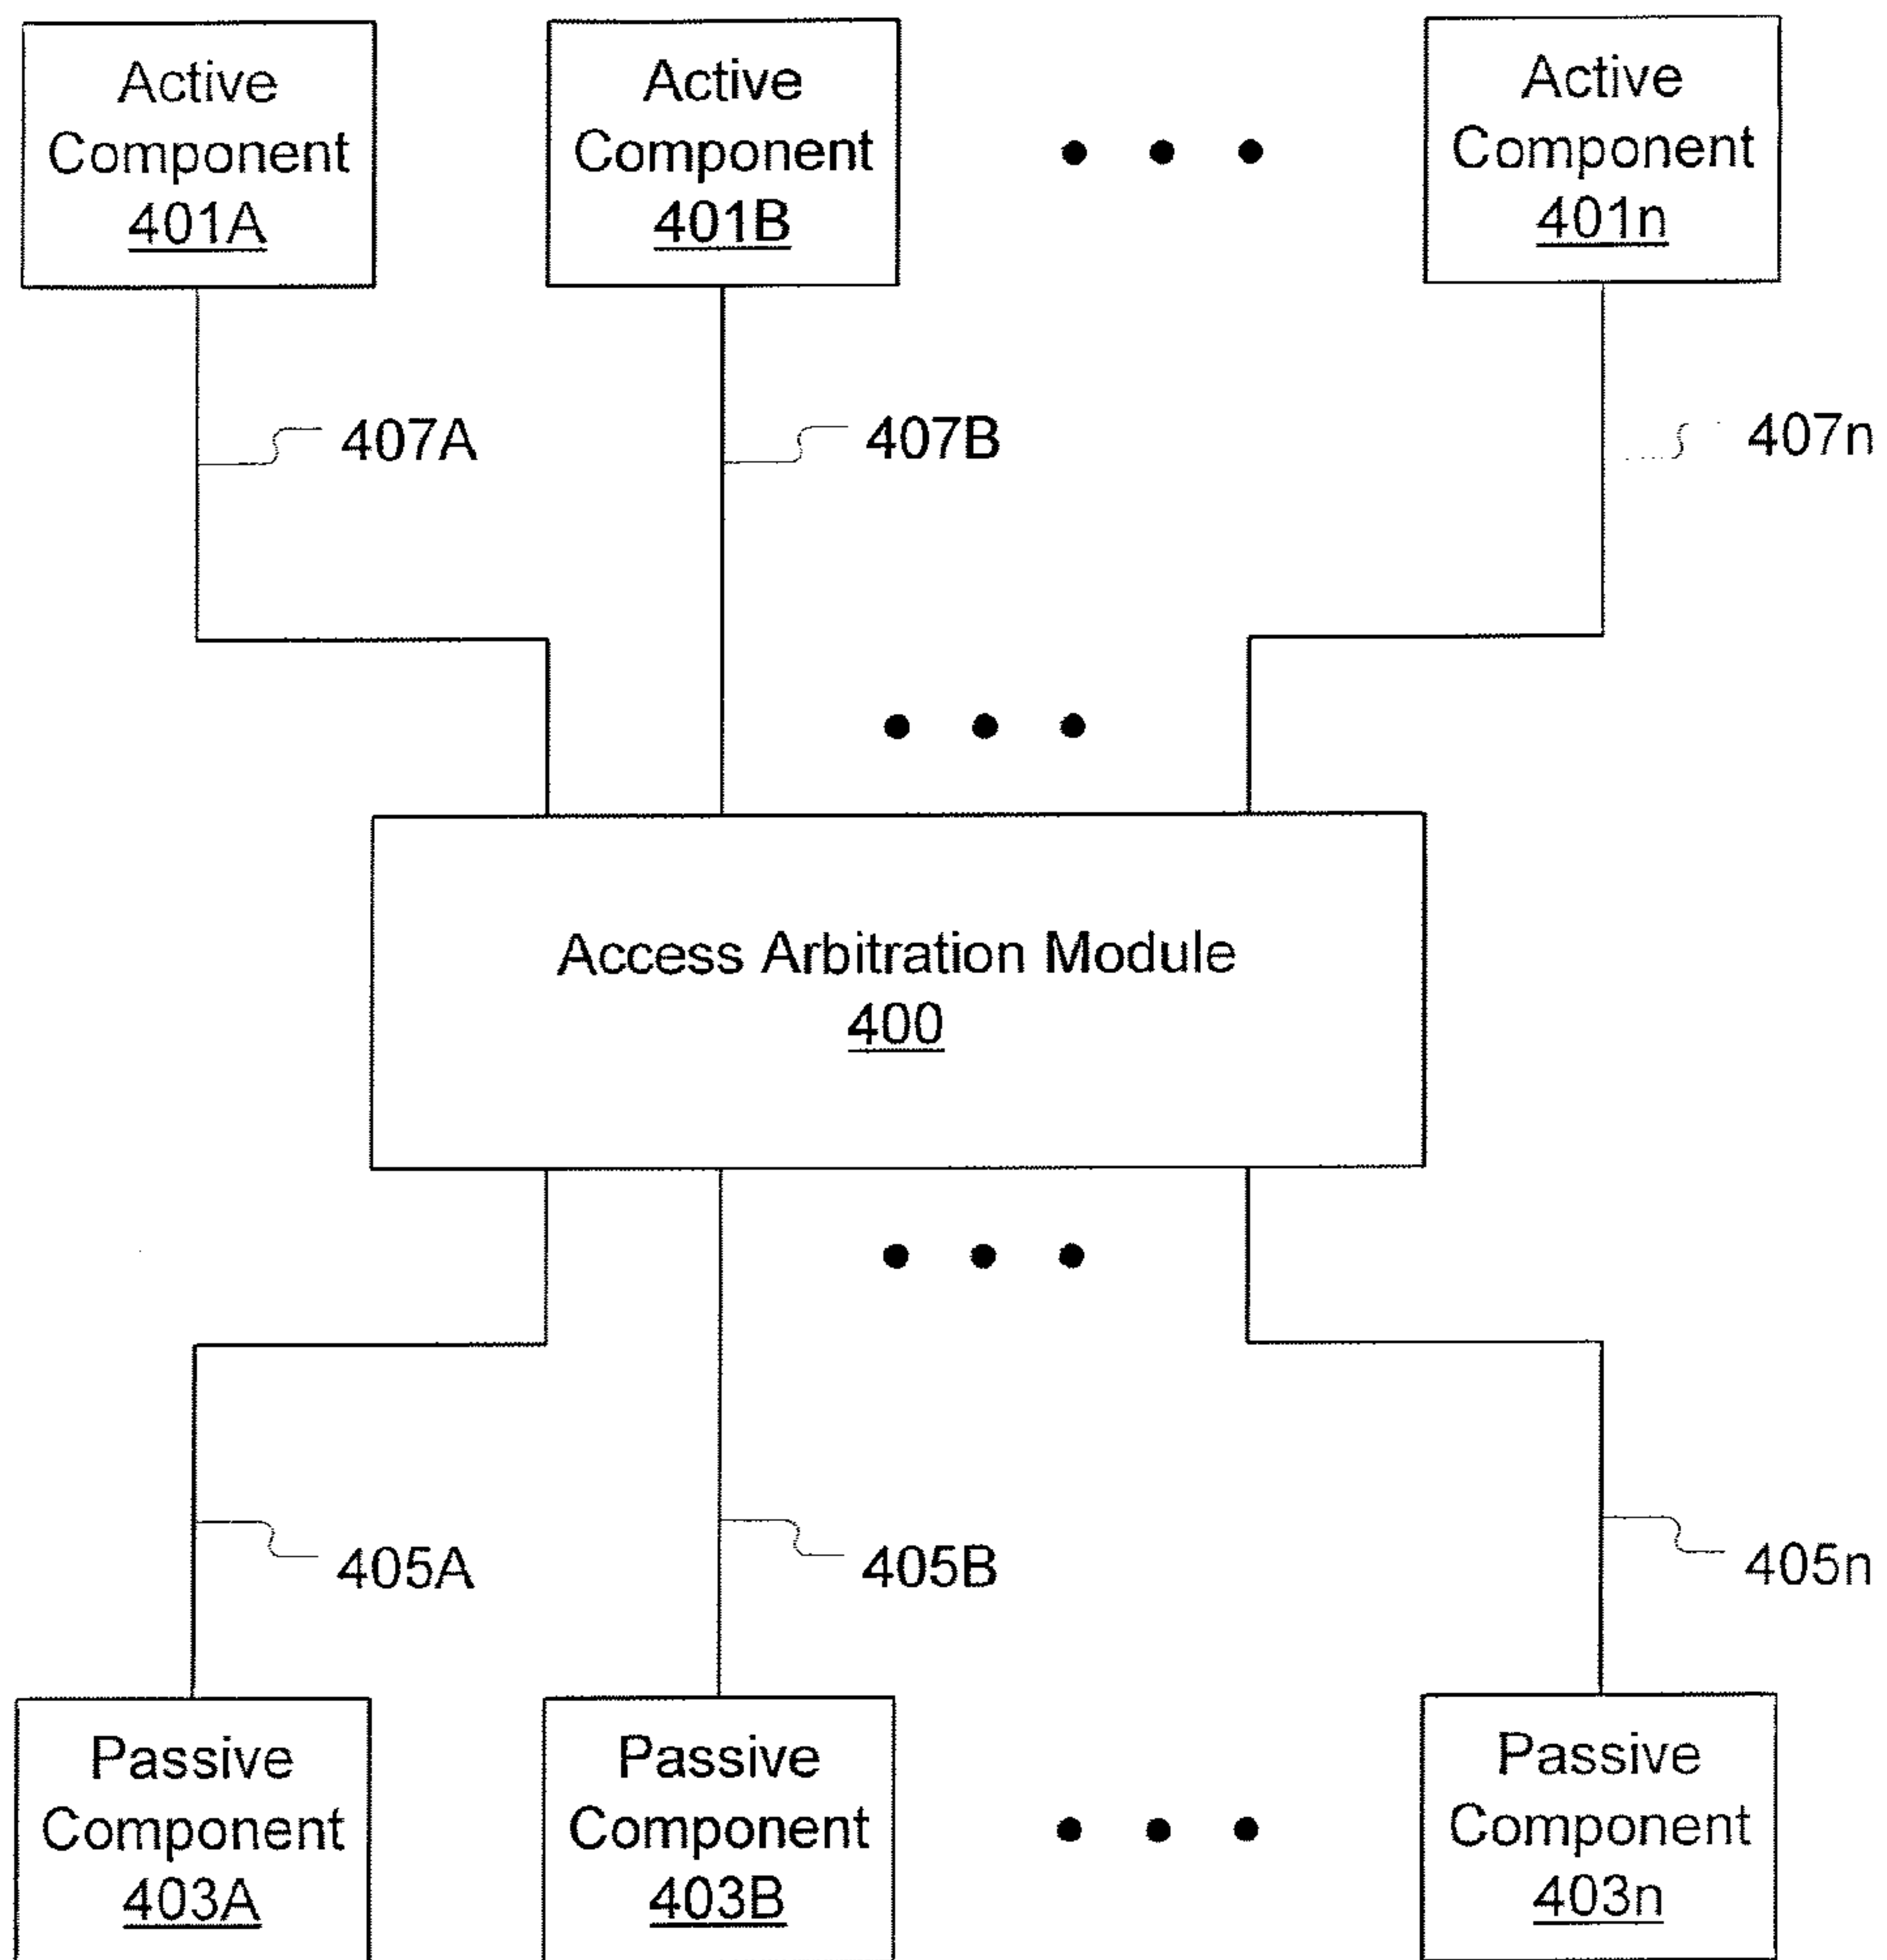 Active
Component
401A
Active
Component
401B
Active
Component
401n
407A
407B
407n
Access Arbitration Module
400
405A
405B
405n
Passive
Component
403A
Passive
Component
403B
Passive
Component
403n